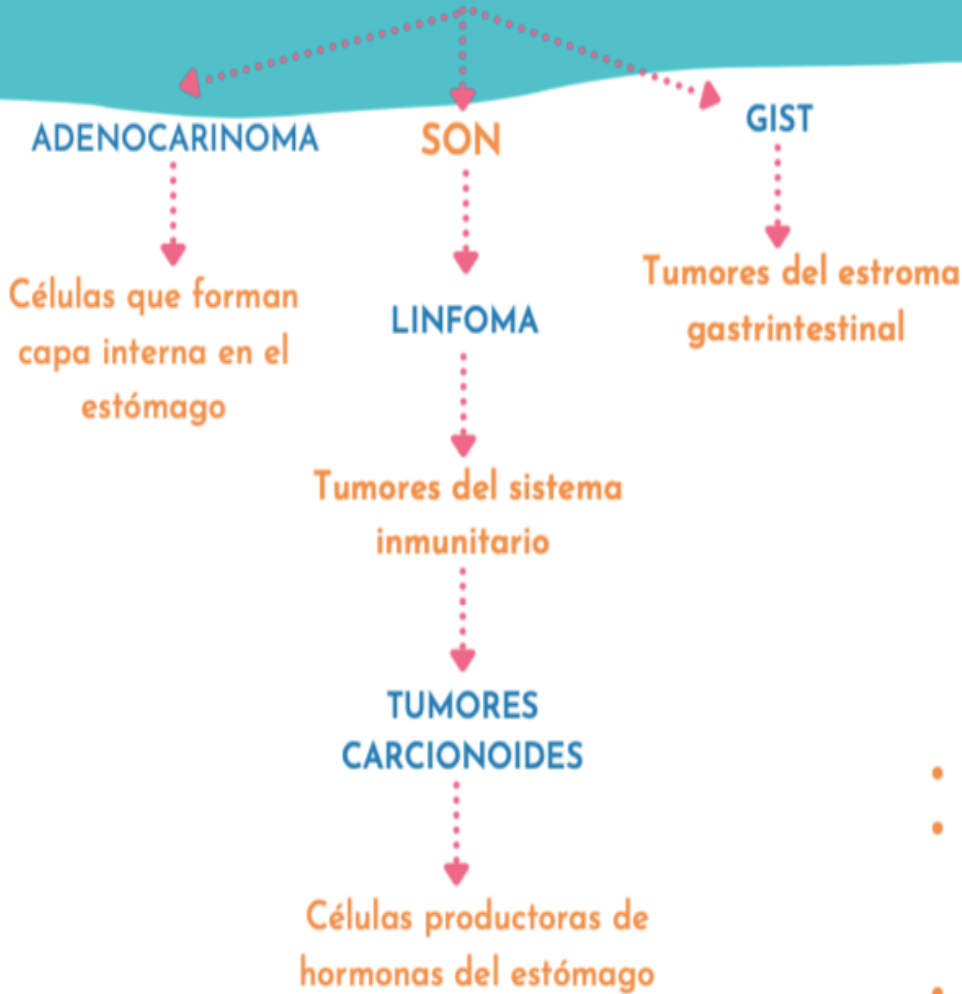 ADENOCARINOMA
Células que forman
capa interna en el
estómago
SON
LINFOMA
Tumores del sistema
inmunitario
TUMORES
CARCIONOIDES
Células productoras de
hormonas del estómago
GIST
Tumores del estroma
gastrintestinal